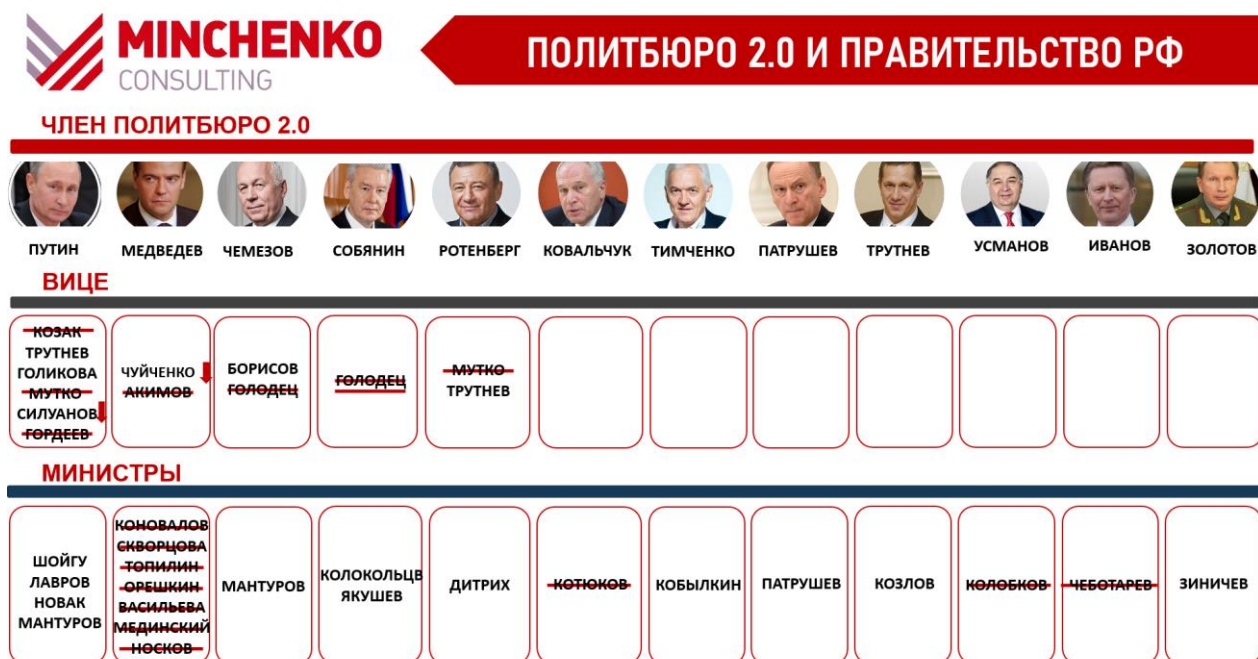 MINCHENKO
CONSULTING
ПОЛИТБЮРО 2.0 И ПРАВИТЕЛЬСТВО РФ
ЧЛЕН ПОЛИТБЮРО 2.0
ПУТИН
МЕДВЕДЕВ
ЧЕМЕЗОВ
СОБЯНИН
РОТЕНБЕРГ
КОВАЛЬЧУК
ТИМЧЕНКО
ПАТРУШЕВ
ТРУТНЕВ
УСМАНОВ
ИВАНОВ
ЗОЛОТОВ
ВИЦЕ
КОЗАК
ТРУТНЕВ
ГОЛИКОВА
МУТКО
СИЛУАНОВ
ГОРДЕЕВ
ЧУЙЧЕНКО
АКИМОВ
БОРИСОВ
ГОЛОДЕЦ
ГОЛОДЕЦ
МУТКО
ТРУТНЕВ
МИНИСТРЫ
ШОЙГУ
ЛАВРОВ
НОВАК
МАНТУРОВ
КОНОВАЛОВ
СКВОРЦОВА
ТОПИЛИН
ОРЕШКИН
ВАСИЛЬЕВА
МЕДИНСКИЙ
НОСКОВ
МАНТУРОВ
КОЛОКОЛЬЦВ
ЯКУШЕВ
ДИТРИХ
КОТЮКОВ
КОБЫЛКИН
ПАТРУШЕВ
КОЗЛОВ
КОЛОБКОВ
ЧЕБОТАРЕВ
ЗИНИЧЕВ